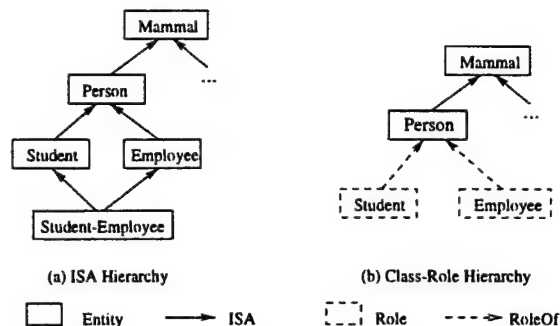 Mammal
Person
...
Student
Employee
Student-Employee
(a) ISA Hierarchy
Mammal
...
Person
Student
Employee
(b) Class-Role Hierarchy
Entity
ISA
Role
RoleOf